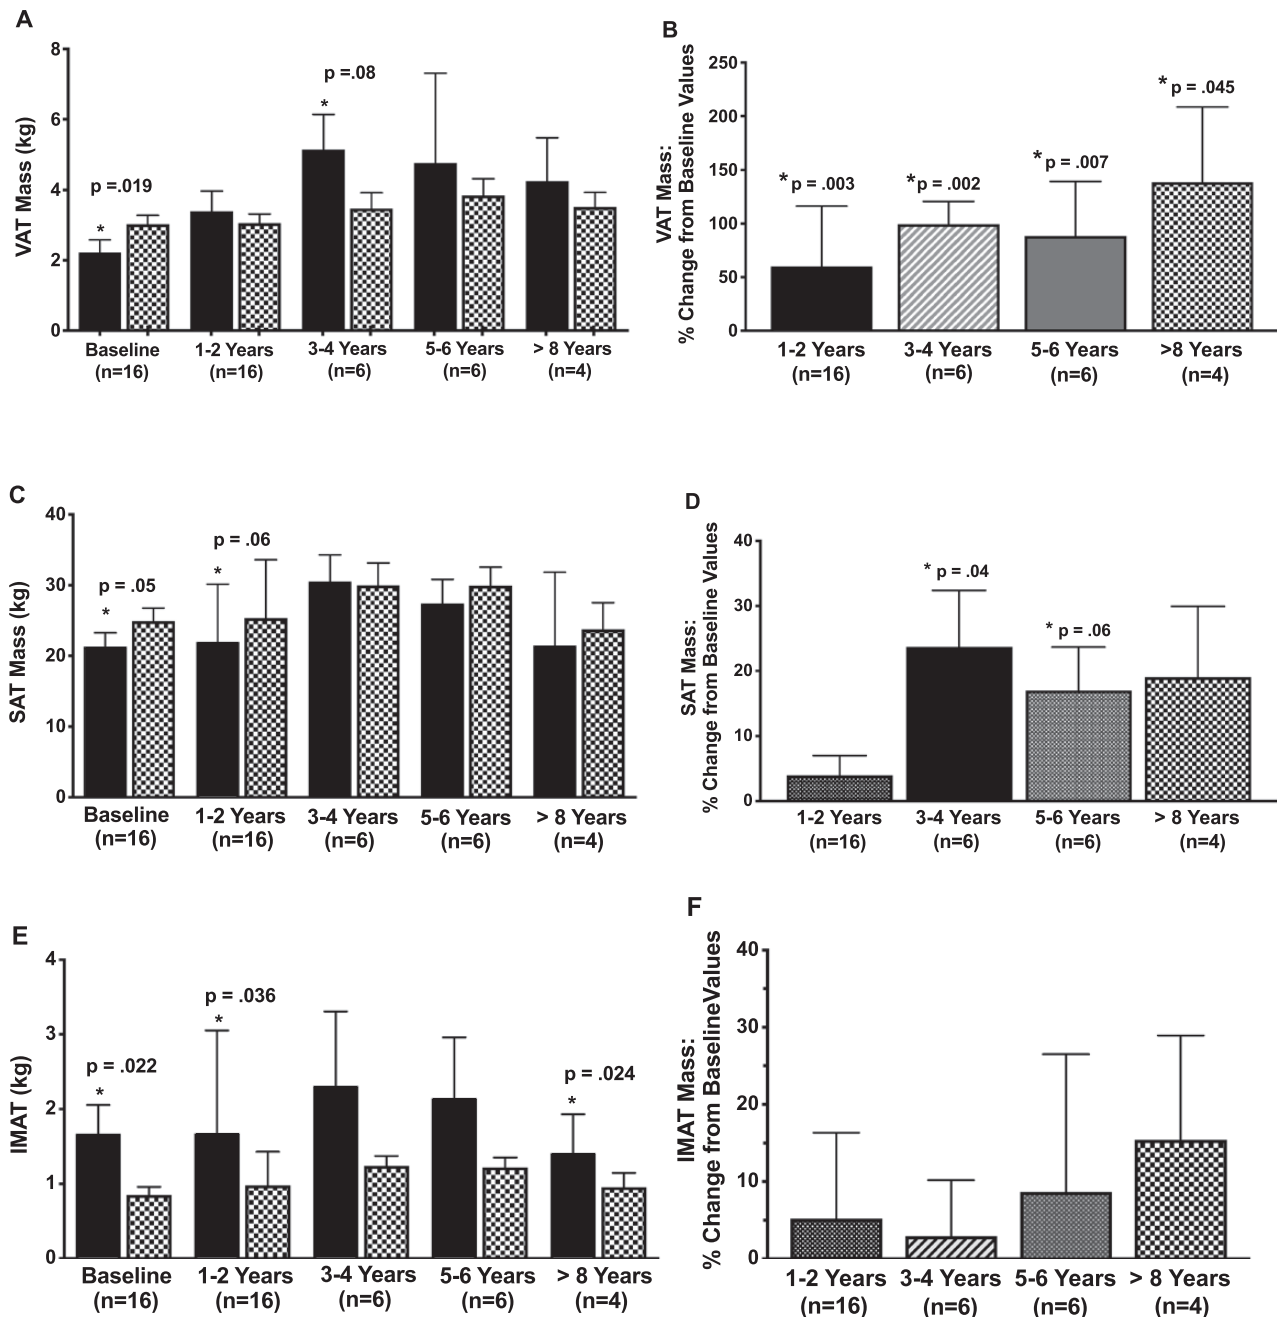 A
VAT Mass (kg)
8
6
4
2
0
p =.019
*
p =.08
*
Baseline
(n=16)
1-2 Years
(n=16)
3-4 Years
(n=6)
5-6 Years
(n=6)
> 8 Years
(n=4)
B
VAT Mass:
% Change from Baseline Values
250
200
150
100
50
0
* p = .003
* p = .002
* p = .007
* p = .045
1-2 Years
(n=16)
3-4 Years
(n=6)
5-6 Years
(n=6)
>8 Years
(n=4)
C
SAT Mass (kg)
40
30
20
10
0
p = .05
*
p = .06
*
Baseline
(n=16)
1-2 Years
(n=16)
3-4 Years
(n=6)
5-6 Years
(n=6)
> 8 Years
(n=4)
D
SAT Mass:
% Change from Baseline Values
40
30
20
10
0
* p = .04
* p = .06
1-2 Years
(n=16)
3-4 Years
(n=6)
5-6 Years
(n=6)
> 8 Years
(n=4)
E
IMAT (kg)
4
3
2
1
0
p = .022
*
p = .036
*
p = .024
*
Baseline
(n=16)
1-2 Years
(n=16)
3-4 Years
(n=6)
5-6 Years
(n=6)
> 8 Years
(n=4)
F
IMAT Mass:
% Change from BaselineValues
40
30
20
10
0
1-2 Years
(n=16)
3-4 Years
(n=6)
5-6 Years
(n=6)
> 8 Years
(n=4)